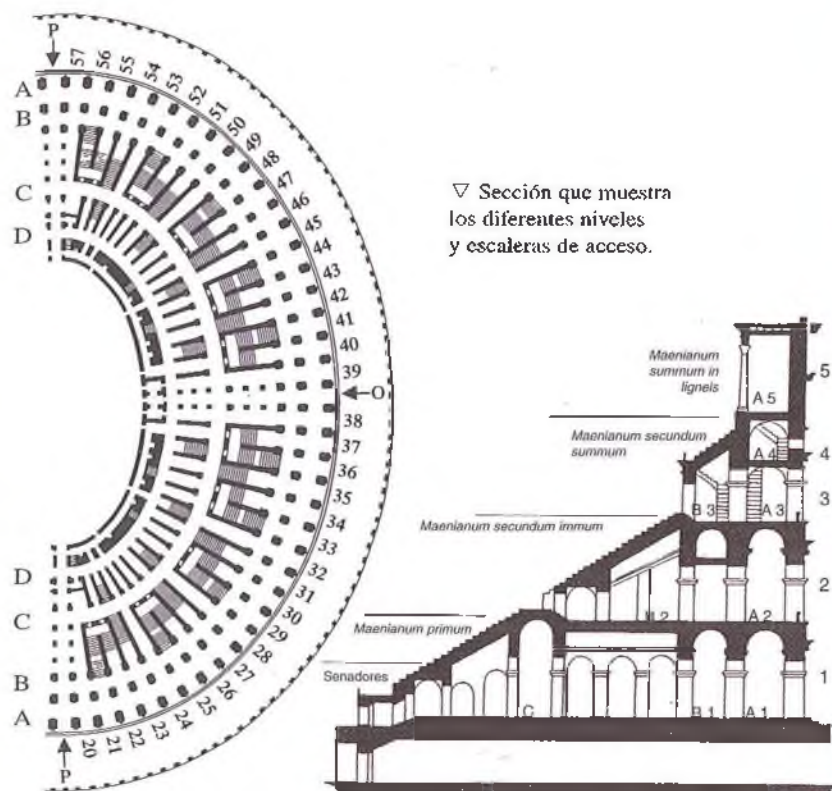 P
57
56
55
54
53
52
51
50
49
48
47
46
45
44
43
42
41
40
39
O
38
37
36
35
34
33
32
31
30
29
28
27
26
25
24
23
22
21
20
P
A
B
C
D
D
C
B
A
▽ Sección que muestra
los diferentes níveles
y escaleras de acceso.
Maenianum
summum in
ligneis
Maenianum secundum
summum
Maenianum secundum immum
Maenianum primum
Senadores
A 5
A 4
B 3
A 3
A 2
C
B 1
A 1
5
4
3
2
1